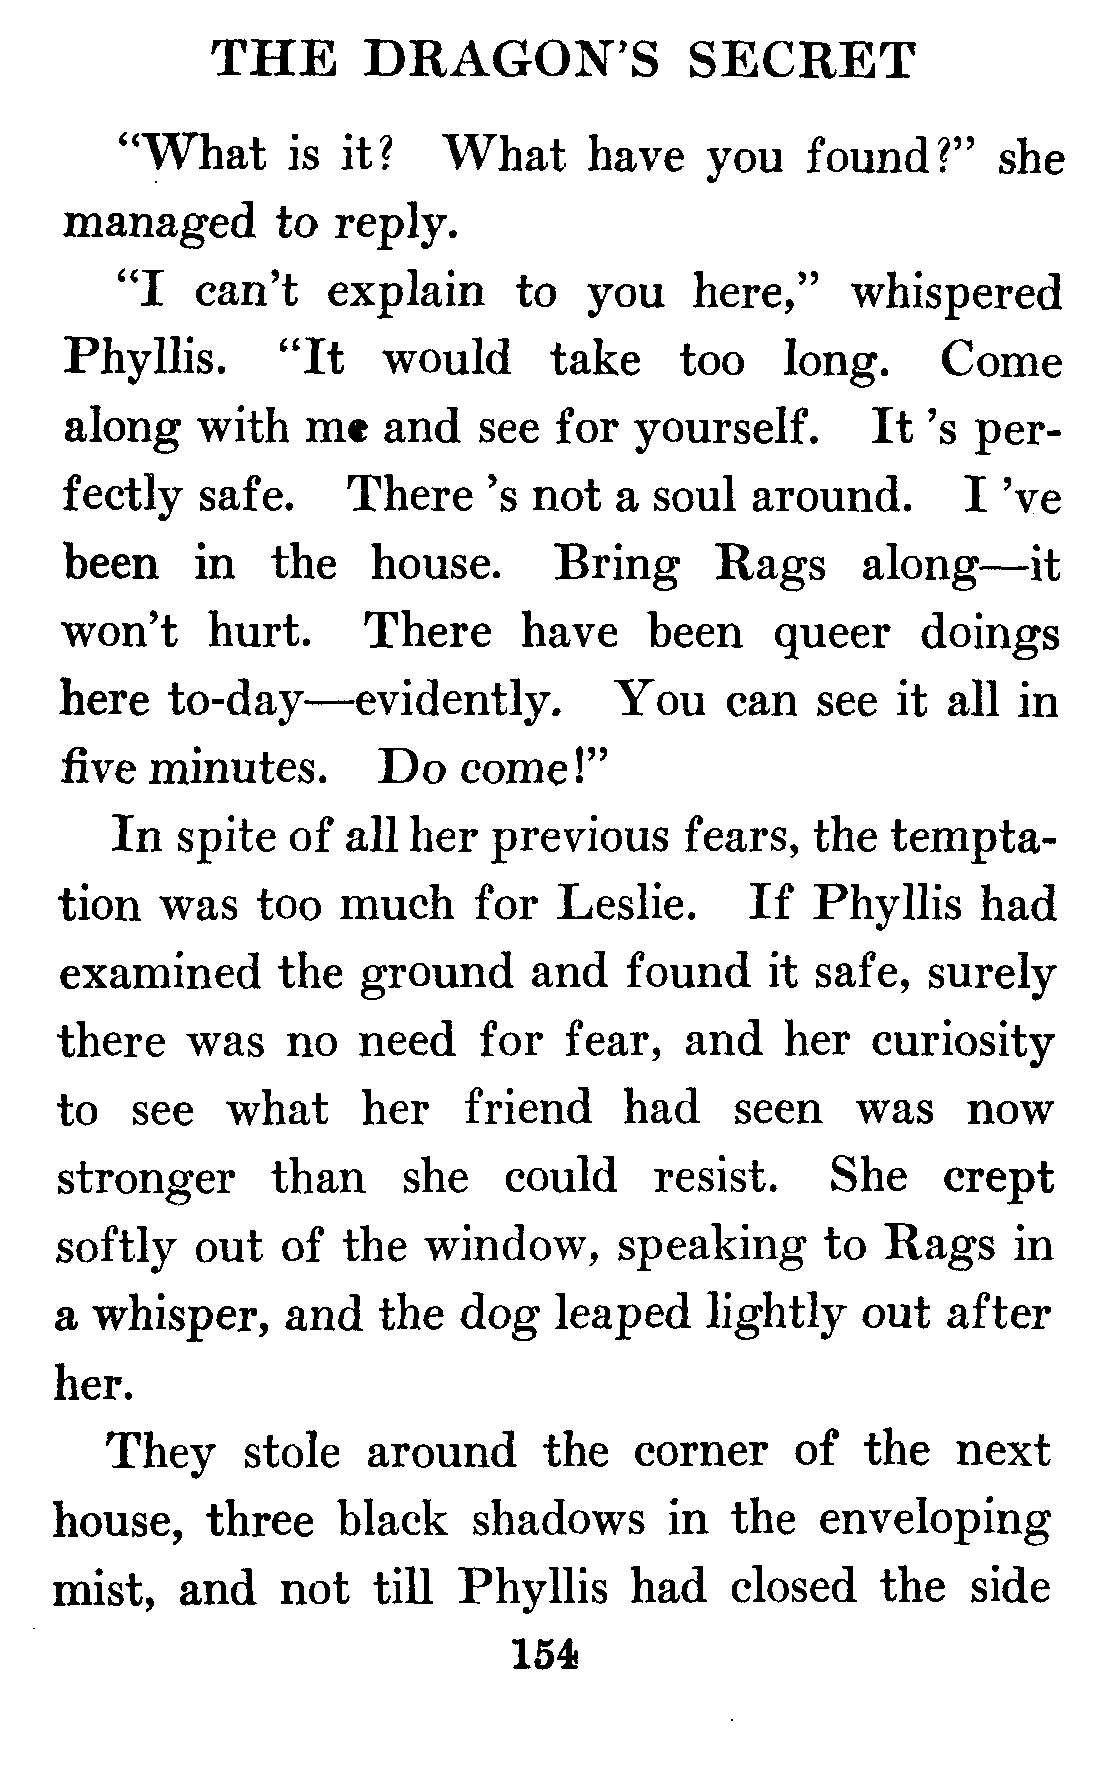 THE DRAGON'S SECRET
“What is it? What have you found?” she
managed to reply.
“I can't explain to you here,” whispered
Phyllis. “It would take too long. Come
along with me and see for yourself. It 's per-
fectly safe. There 's not a soul around. I 've
been in the house. Bring Rags along—it
won't hurt. There have been queer doings
here to-day—evidently. You can see it all in
five minutes. Do come!”
In spite of all her previous fears, the tempta-
tion was too much for Leslie. If Phyllis had
examined the ground and found it safe, surely
there was no need for fear, and her curiosity
to see what her friend had seen was now
stronger than she could resist. She crept
softly out of the window, speaking to Rags in
a whisper, and the dog leaped lightly out after
her.
They stole around the corner of the next
house, three black shadows in the enveloping
mist, and not till Phyllis had closed the side
154